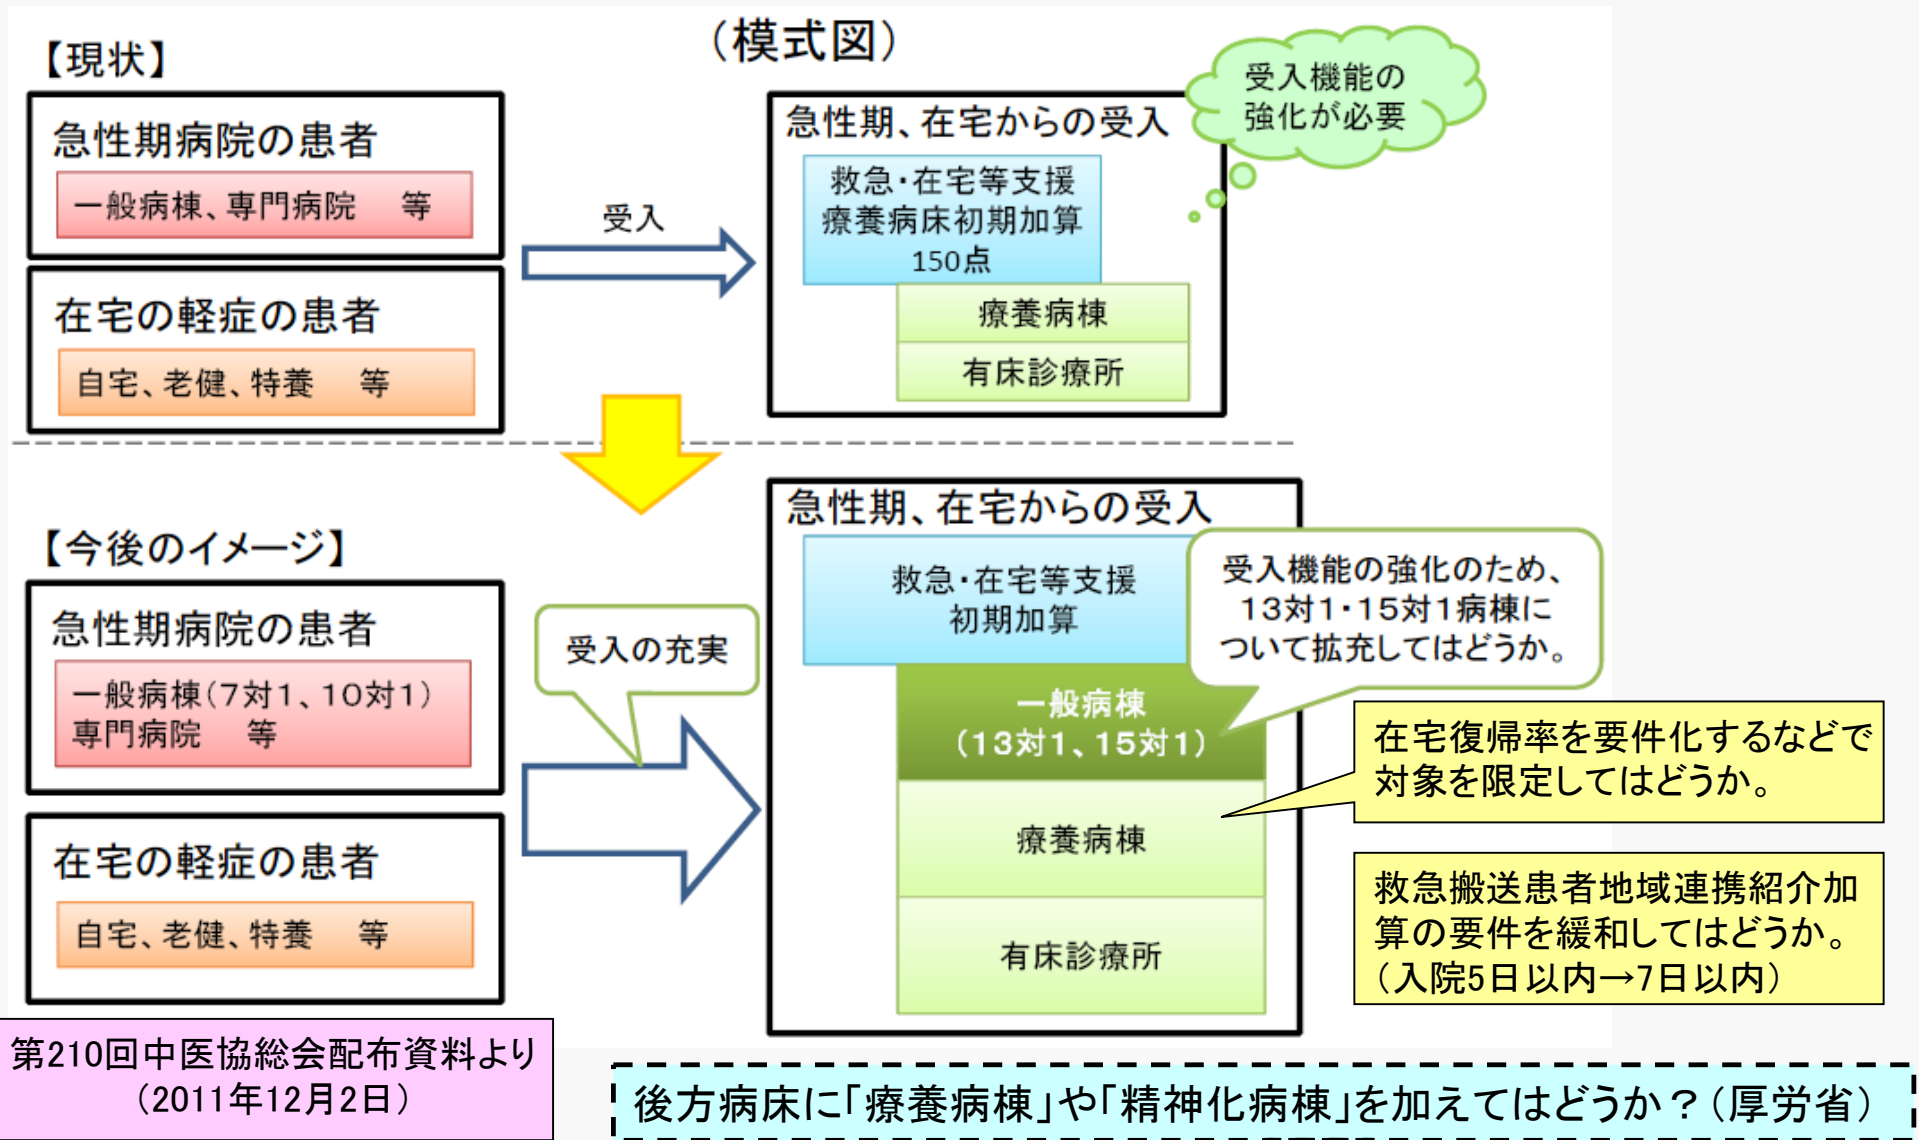 （模式図）
【現状】
急性期病院の患者
一般病棟、専門病院　等
在宅の軽症の患者
自宅、老健、特養　等
受入
急性期、在宅からの受入
救急・在宅等支援
療養病床初期加算
150点
療養病棟
有床診療所
受入機能の
強化が必要
【今後のイメージ】
急性期病院の患者
一般病棟（７対１、１０対１）
専門病院　等
在宅の軽症の患者
自宅、老健、特養　等
受入の充実
急性期、在宅からの受入
救急・在宅等支援
初期加算
一般病棟
（１３対１、１５対１）
療養病棟
有床診療所
受入機能の強化のため、
１３対１・１５対１病棟に
ついて拡充してはどうか。
在宅復帰率を要件化するなどで
対象を限定してはどうか。
救急搬送患者地域連携紹介加
算の要件を緩和してはどうか。
（入院5日以内→7日以内）
第210回中医協総会配布資料より
（2011年12月2日）
後方病床に「療養病棟」や「精神化病棟」を加えてはどうか？（厚労省）